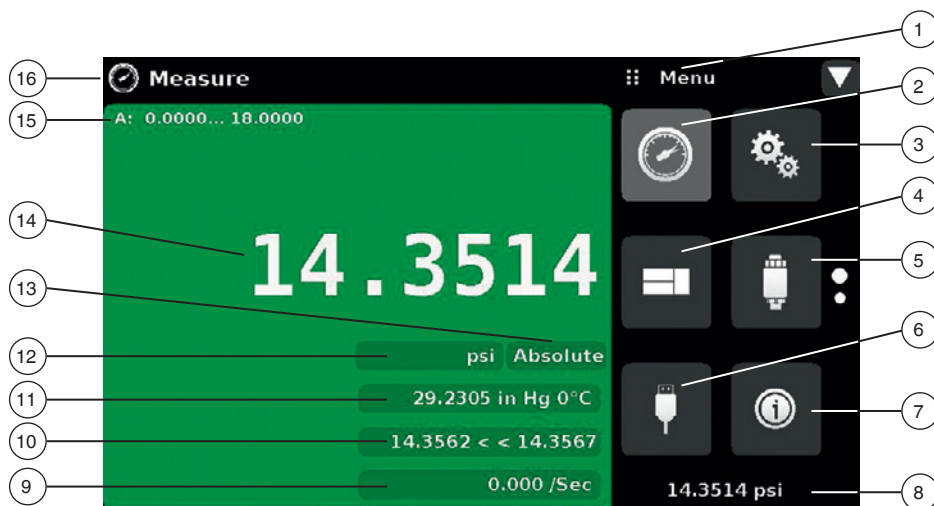 1
16
Measure
Menu
2
15
A: 0.0000... 18.0000
3
4
14
14.3514
5
13
6
12
psi Absolute
11
29.2305 in Hg 0°C
7
10
14.3562 < < 14.3567
9
0.000 /Sec
14.3514 psi
8